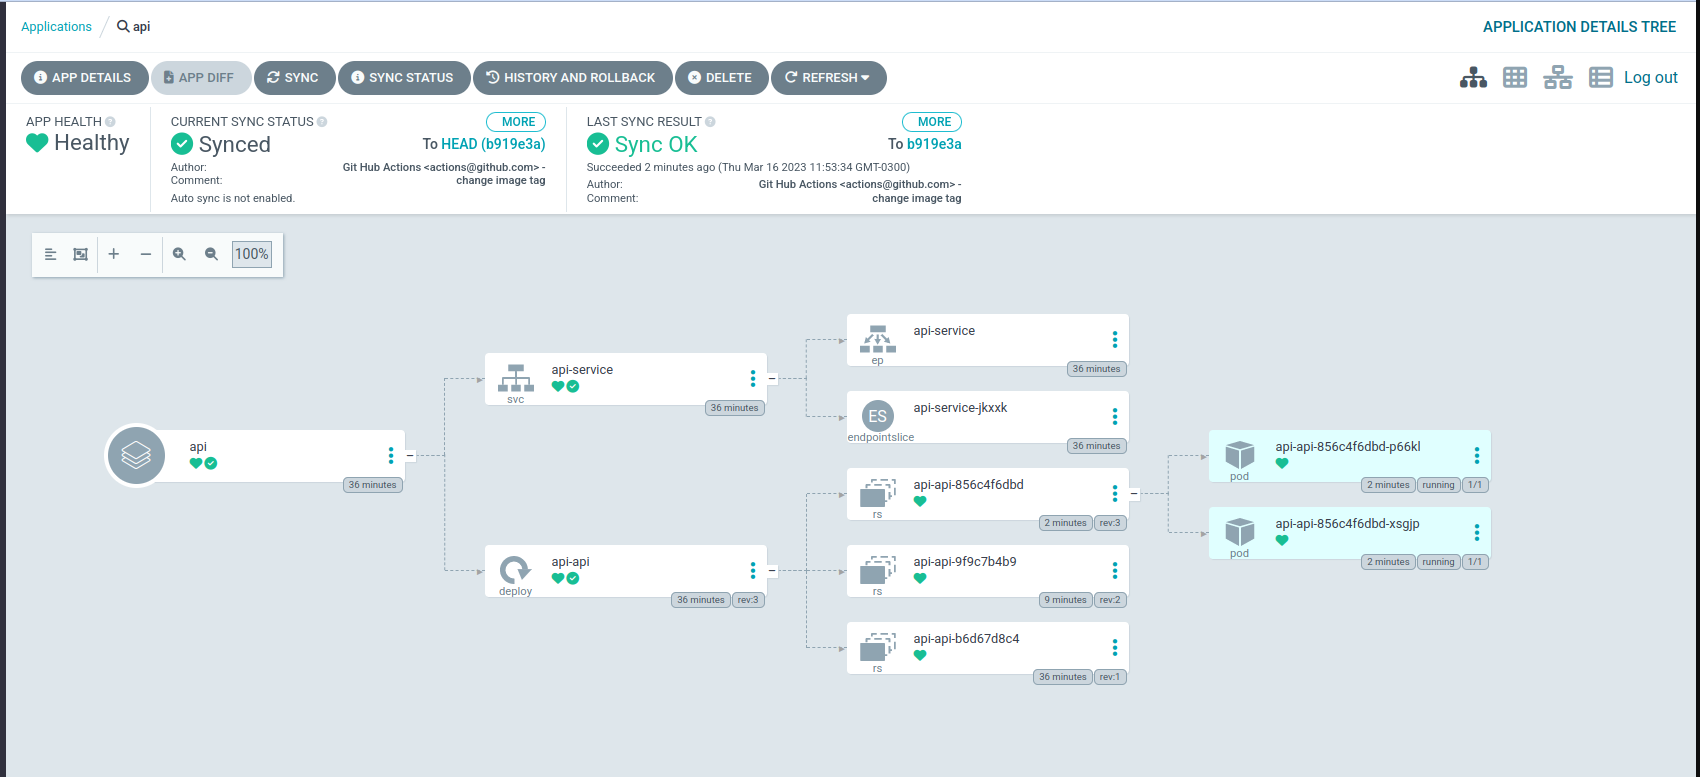 Applications / api
APPLICATION DETAILS TREE
APP DETAILS
APP DIFF
SYNC
SYNC STATUS
HISTORY AND ROLLBACK
DELETE
REFRESH
Log out
APP HEALTH
Healthy
CURRENT SYNC STATUS
MORE
Synced
To HEAD (b919e3a)
Author:
Git Hub Actions <actions@github.com> -
Comment:
change image tag
Auto sync is not enabled.
LAST SYNC RESULT
MORE
Sync OK
To b919e3a
Succeeded 2 minutes ago (Thu Mar 16 2023 11:53:34 GMT-0300)
Author:
Git Hub Actions <actions@github.com> -
Comment:
change image tag
100%
api
36 minutes
api-service
svc
36 minutes
api-api
deploy
36 minutes
rev:3
api-service
ep
36 minutes
ES
api-service-jkxxk
endpointslice
36 minutes
api-api-856c4f6dbd
rs
2 minutes
rev:3
api-api-9f9c7b4b9
rs
9 minutes
rev:2
api-api-b6d67d8c4
rs
36 minutes
rev:1
api-api-856c4f6dbd-p66kl
pod
2 minutes
running
1/1
api-api-856c4f6dbd-xsgjp
pod
2 minutes
running
1/1